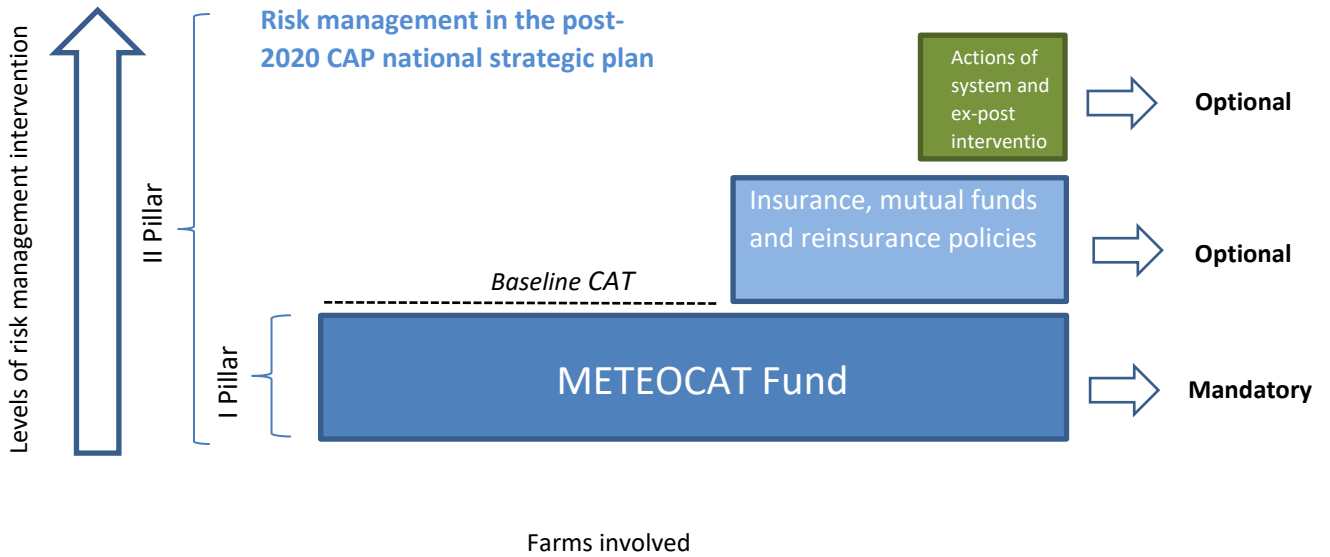 Risk management in the post-
2020 CAP national strategic plan
Levels of risk management intervention
II Pillar
I Pillar
Actions of
system and
ex-post
interventio
Optional
Insurance, mutual funds
and reinsurance policies
Optional
Baseline CAT
METEOCAT Fund
Mandatory
Farms involved